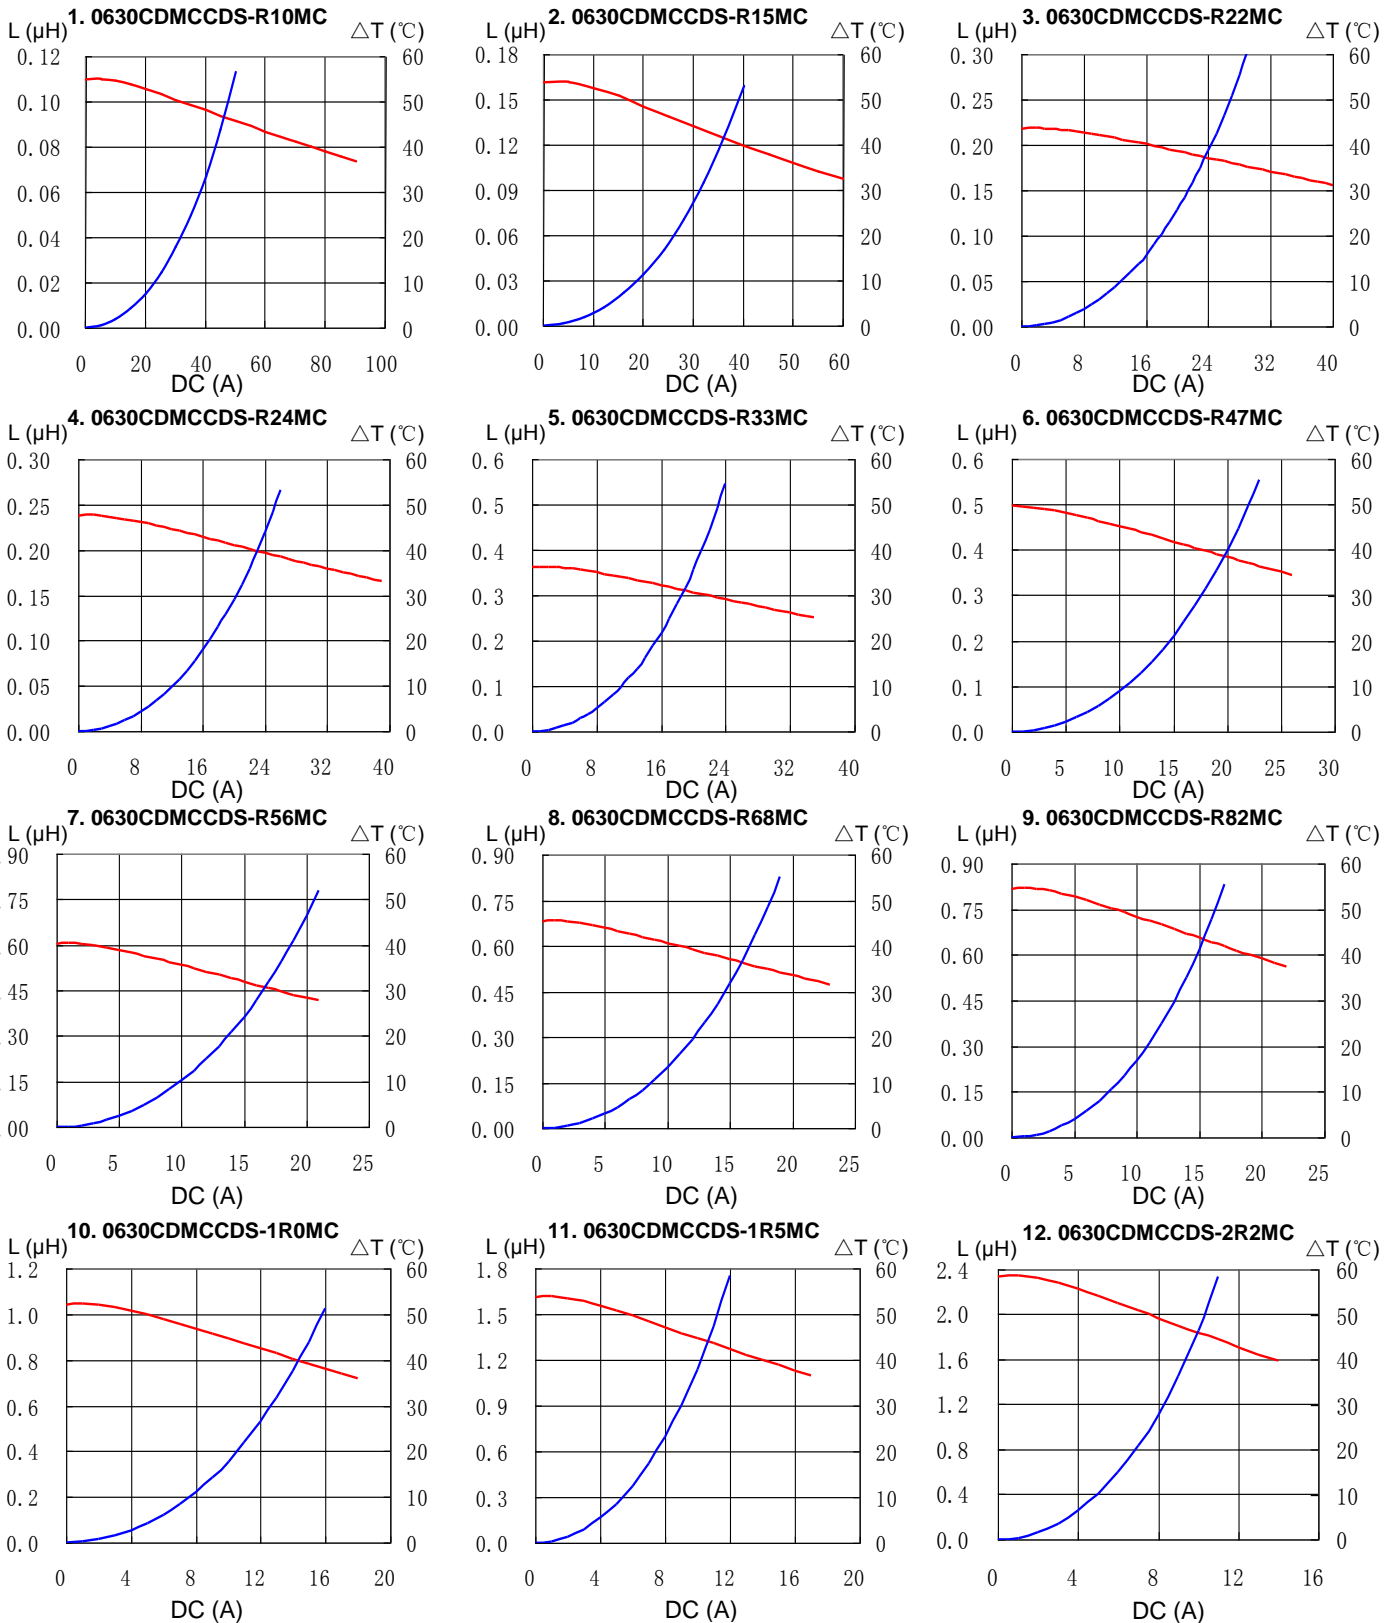 1. 0630CDMCCDS-R10MC
L (μH) △T (℃)
0.12 60
0.10 50
0.08 40
0.06 30
0.04 20
0.02 10
0.00 0
0 20 40 60 80 100
DC (A)
2. 0630CDMCCDS-R15MC
L (μH) △T (℃)
0.18 60
0.15 50
0.12 40
0.09 30
0.06 20
0.03 10
0.00 0
0 10 20 30 40 50 60
DC (A)
3. 0630CDMCCDS-R22MC
L (μH) △T (℃)
0.30 60
0.25 50
0.20 40
0.15 30
0.10 20
0.05 10
0.00 0
0 8 16 24 32 40
DC (A)
4. 0630CDMCCDS-R24MC
L (μH) △T (℃)
0.30 60
0.25 50
0.20 40
0.15 30
0.10 20
0.05 10
0.00 0
0 8 16 24 32 40
DC (A)
5. 0630CDMCCDS-R33MC
L (μH) △T (℃)
0.6 60
0.5 50
0.4 40
0.3 30
0.2 20
0.1 10
0.0 0
0 8 16 24 32 40
DC (A)
6. 0630CDMCCDS-R47MC
L (μH) △T (℃)
0.6 60
0.5 50
0.4 40
0.3 30
0.2 20
0.1 10
0.0 0
0 5 10 15 20 25 30
DC (A)
7. 0630CDMCCDS-R56MC
L (μH) △T (℃)
.90 60
.75 50
.60 40
.45 30
.30 20
.15 10
.00 0
0 5 10 15 20 25
DC (A)
8. 0630CDMCCDS-R68MC
L (μH) △T (℃)
0.90 60
0.75 50
0.60 40
0.45 30
0.30 20
0.15 10
0.00 0
0 5 10 15 20 25
DC (A)
9. 0630CDMCCDS-R82MC
L (μH) △T (℃)
0.90 60
0.75 50
0.60 40
0.45 30
0.30 20
0.15 10
0.00 0
0 5 10 15 20 25
DC (A)
10. 0630CDMCCDS-1R0MC
L (μH) △T (℃)
1.2 60
1.0 50
0.8 40
0.6 30
0.4 20
0.2 10
0.0 0
0 4 8 12 16 20
DC (A)
11. 0630CDMCCDS-1R5MC
L (μH) △T (℃)
1.8 60
1.5 50
1.2 40
0.9 30
0.6 20
0.3 10
0.0 0
0 4 8 12 16 20
DC (A)
12. 0630CDMCCDS-2R2MC
L (μH) △T (℃)
2.4 60
2.0 50
1.6 40
1.2 30
0.8 20
0.4 10
0.0 0
0 4 8 12 16
DC (A)